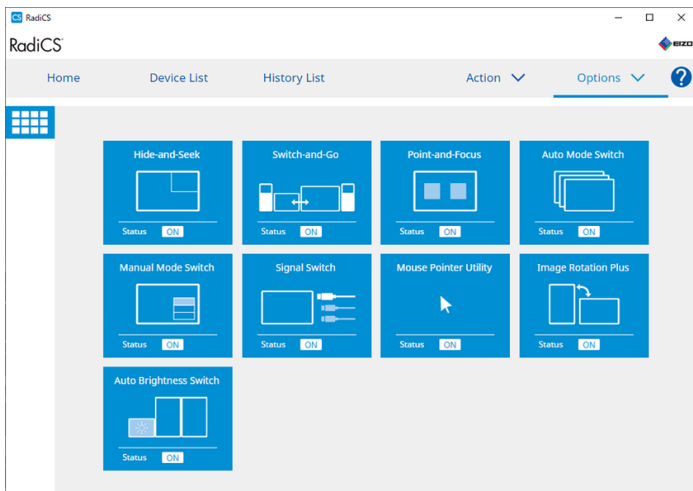 CS RadiCS
RadiCS
EIZO
Home Device List History List Action Options ?
Hide-and-Seek Switch-and-Go Point-and-Focus Auto Mode Switch
Status ON Status ON Status ON Status ON
Manual Mode Switch Signal Switch Mouse Pointer Utility Image Rotation Plus
Status ON Status ON Status ON Status ON
Auto Brightness Switch
Status ON